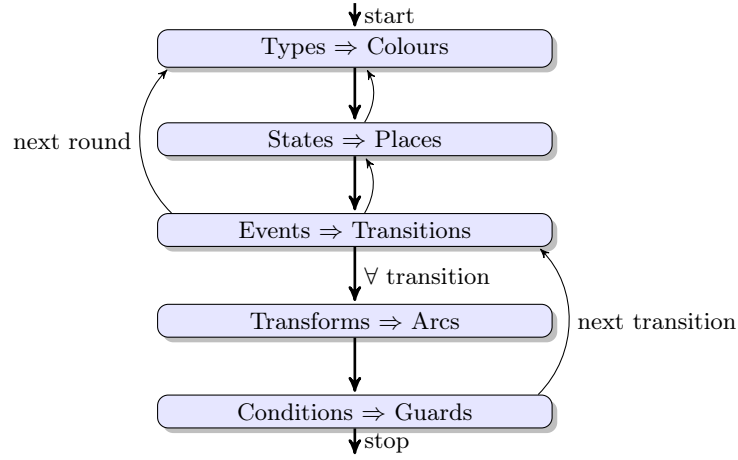 start
Types ⇒ Colours
next round
States ⇒ Places
Events ⇒ Transitions
∀ transition
Transforms ⇒ Arcs
next transition
Conditions ⇒ Guards
stop